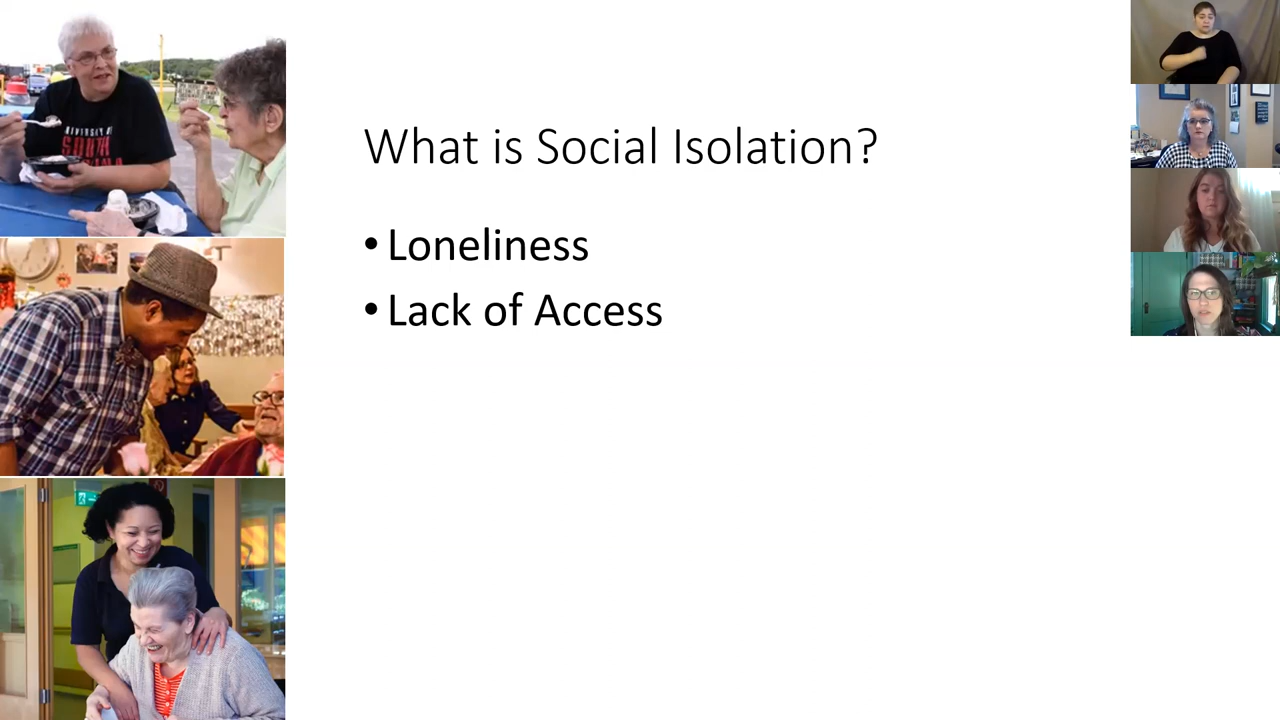 What is Social Isolation?
• Loneliness
• Lack of Access